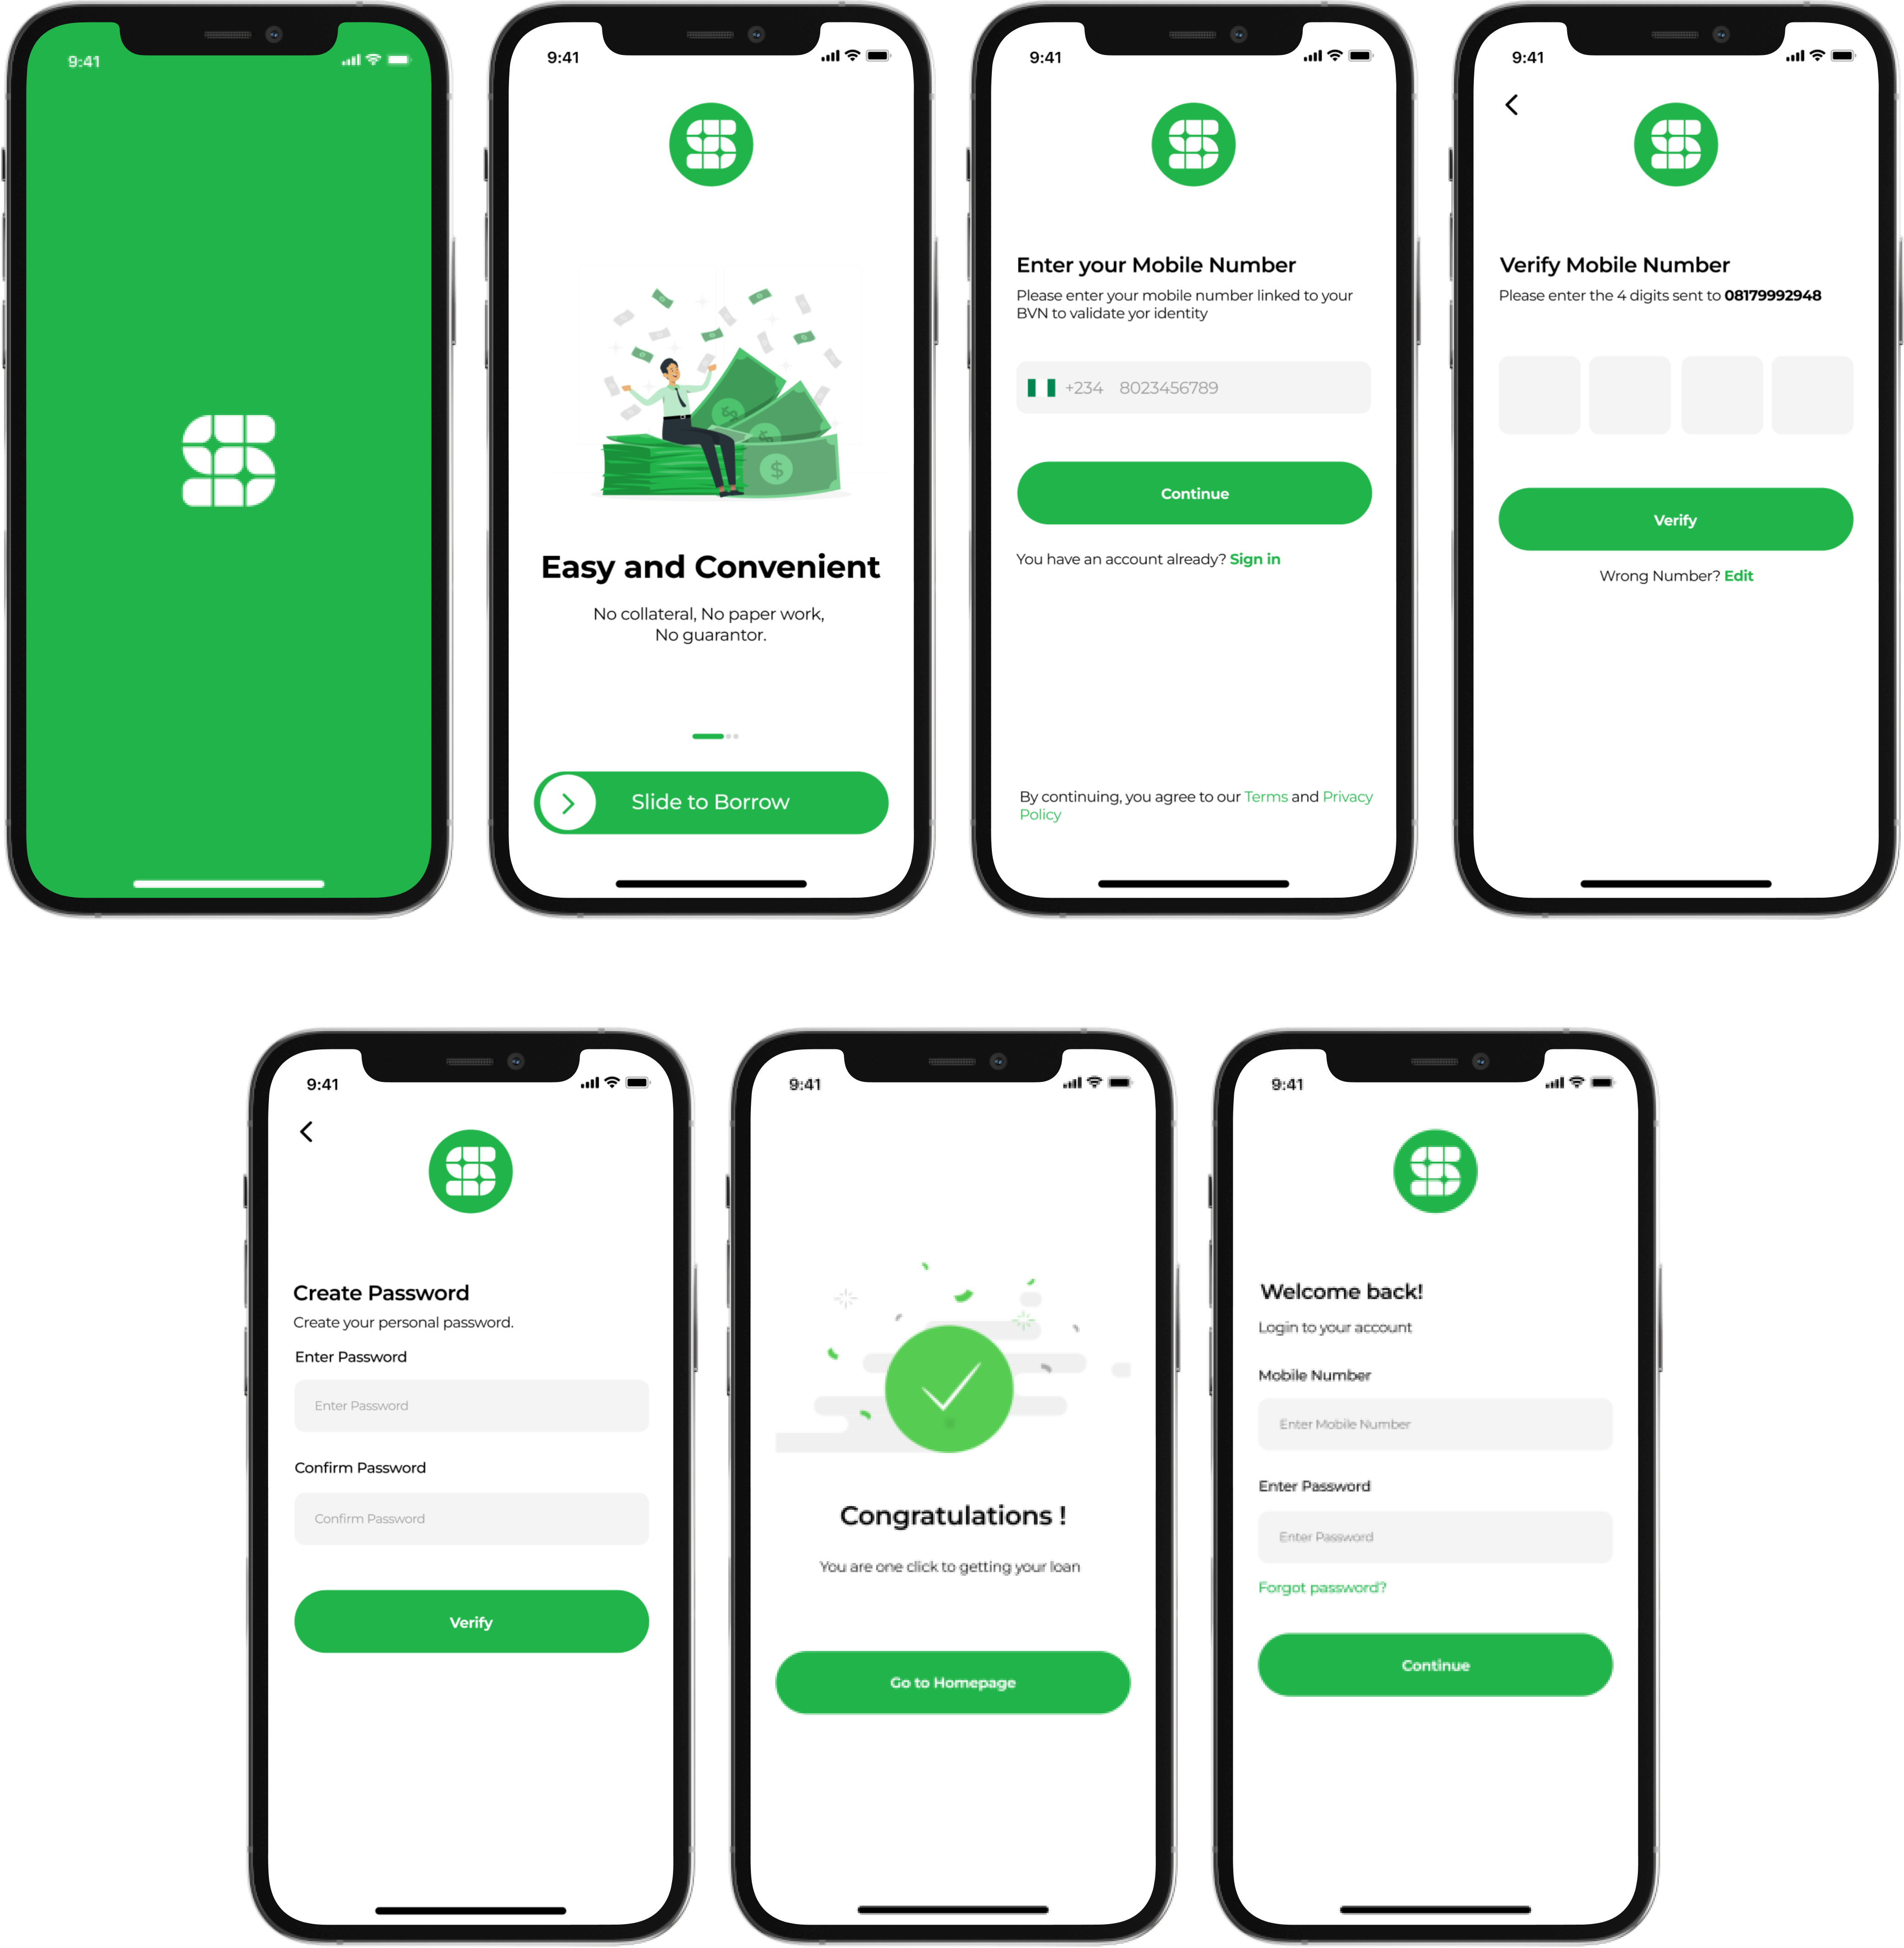 9:41
9:41
Easy and Convenient
No collateral, No paper work,
No guarantor.
Slide to Borrow
9:41
Enter your Mobile Number
Please enter your mobile number linked to your
BVN to validate yor identity
+234 8023456789
Continue
You have an account already? Sign in
By continuing, you agree to our Terms and Privacy
Policy
9:41
Verify Mobile Number
Please enter the 4 digits sent to 08179992948
Verify
Wrong Number? Edit
9:41
Create Password
Create your personal password.
Enter Password
Enter Password
Confirm Password
Confirm Password
Verify
9:41
Congratulations !
You are one click to getting your loan
Go to Homepage
9:41
Welcome back!
Login to your account
Mobile Number
Enter Mobile Number
Enter Password
Enter Password
Forgot password?
Continue